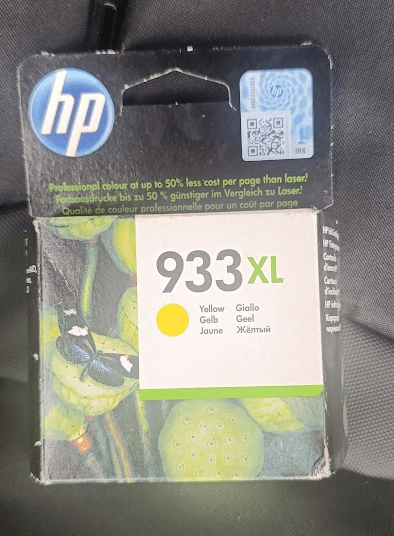 hp
INK
Professional colour at up to 50% less cost per page than laser!
Farbausdrucke bis zu 50 % günstiger im Vergleich zu Laser!
Qualité de couleur professionnelle pour un coût par page
933XL
Yellow Giallo
Gelb Geel
Jaune Жёлтый